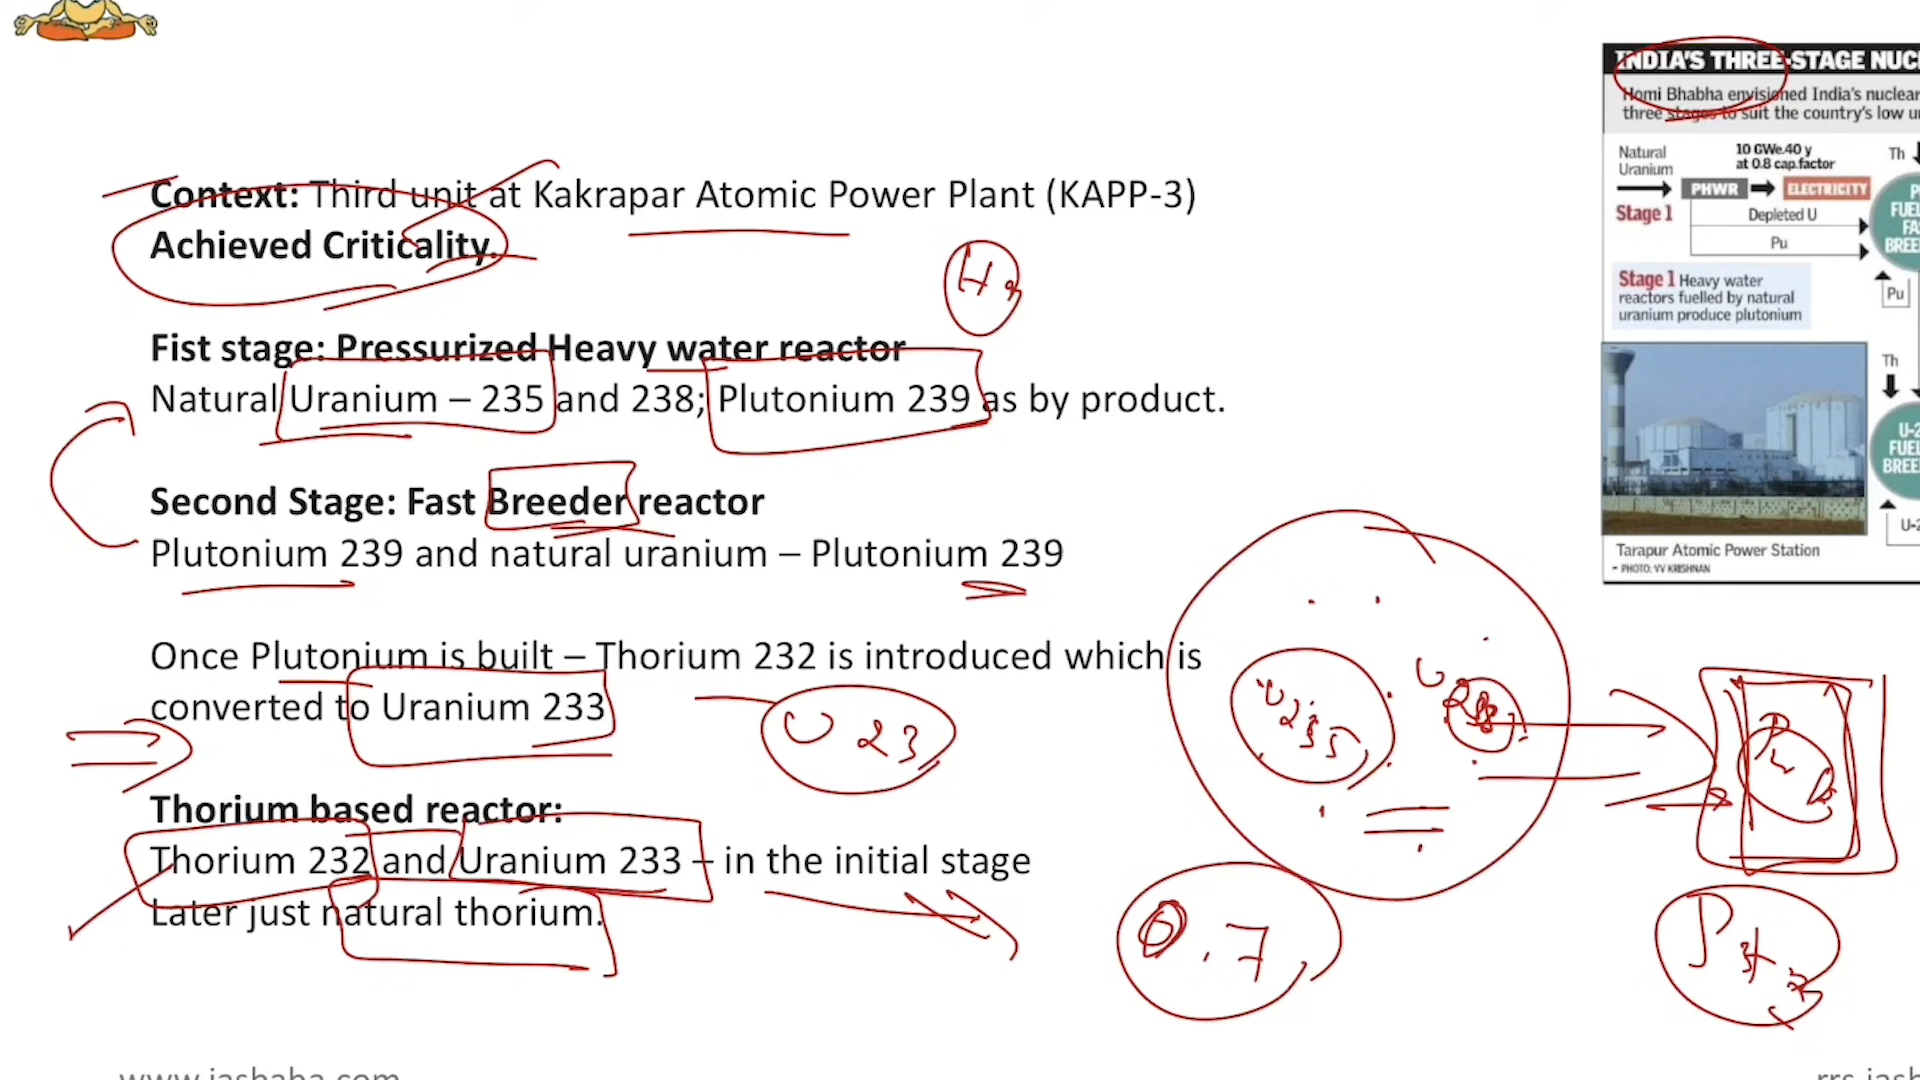 Context: Third unit at Kakrapar Atomic Power Plant (KAPP-3)
Achieved Criticality.
Fist stage: Pressurized Heavy water reactor
Natural Uranium – 235 and 238; Plutonium 239 as by product.
Second Stage: Fast Breeder reactor
Plutonium 239 and natural uranium – Plutonium 239
Once Plutonium is built – Thorium 232 is introduced which is
converted to Uranium 233
Thorium based reactor:
Thorium 232 and Uranium 233 – in the initial stage
Later just natural thorium.
U 23
U 235
0.7
INDIA'S THREE-STAGE
Homi Bhabha envisioned India's nuclear
three stages to suit the country's low
Natural
Uranium
10 GWe.40 y
at 0.8 cap.factor
Th
PHWR
ELECTRICITY
Stage 1
Depleted U
Pu
Stage 1 Heavy water
reactors fuelled by natural
uranium produce plutonium
Pu
Th
Tarapur Atomic Power Station
- PHOTO: VV KRISHNAN
www.iasbaba.com